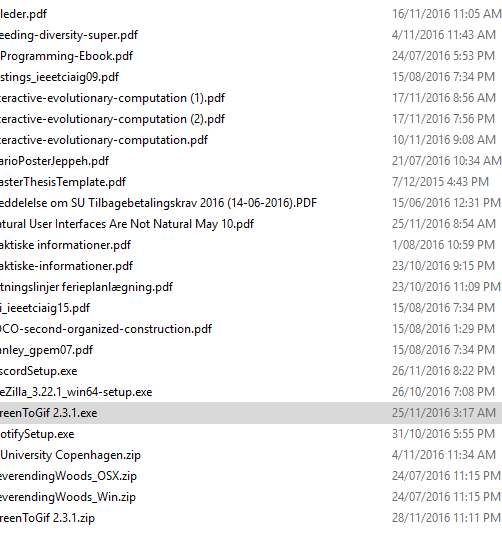 leder.pdf 16/11/2016 11:05 AM
eeding-diversity-super.pdf 4/11/2016 11:43 AM
Programming-Ebook.pdf 24/07/2016 5:53 PM
stings_ieeetciaig09.pdf 15/08/2016 7:34 PM
teractive-evolutionary-computation (1).pdf 17/11/2016 8:56 AM
teractive-evolutionary-computation (2).pdf 17/11/2016 7:56 PM
teractive-evolutionary-computation.pdf 10/11/2016 9:08 AM
arioPosterJeppeh.pdf 21/07/2016 10:34 AM
asterThesisTemplate.pdf 7/12/2015 4:43 PM
eddelelse om SU Tilbagebetalingskrav 2016 (14-06-2016).PDF 15/06/2016 12:31 PM
atural User Interfaces Are Not Natural May 10.pdf 25/11/2016 8:54 AM
aktiske informationer.pdf 1/08/2016 10:59 PM
aktiske-informationer.pdf 23/10/2016 9:15 PM
tningslinjer ferieplanlægning.pdf 23/10/2016 11:09 PM
i_ieeetciaig15.pdf 15/08/2016 7:34 PM
OCO-second-organized-construction.pdf 15/08/2016 1:29 PM
anley_gpem07.pdf 15/08/2016 7:34 PM
scordSetup.exe 26/11/2016 8:22 PM
eZilla_3.22.1_win64-setup.exe 26/10/2016 7:08 PM
reenToGif 2.3.1.exe 25/11/2016 3:17 AM
otifySetup.exe 31/10/2016 5:55 PM
University Copenhagen.zip 4/11/2016 11:34 AM
everendingWoods_OSX.zip 24/07/2016 11:15 PM
everendingWoods_Win.zip 24/07/2016 11:15 PM
reenToGif 2.3.1.zip 28/11/2016 11:11 PM